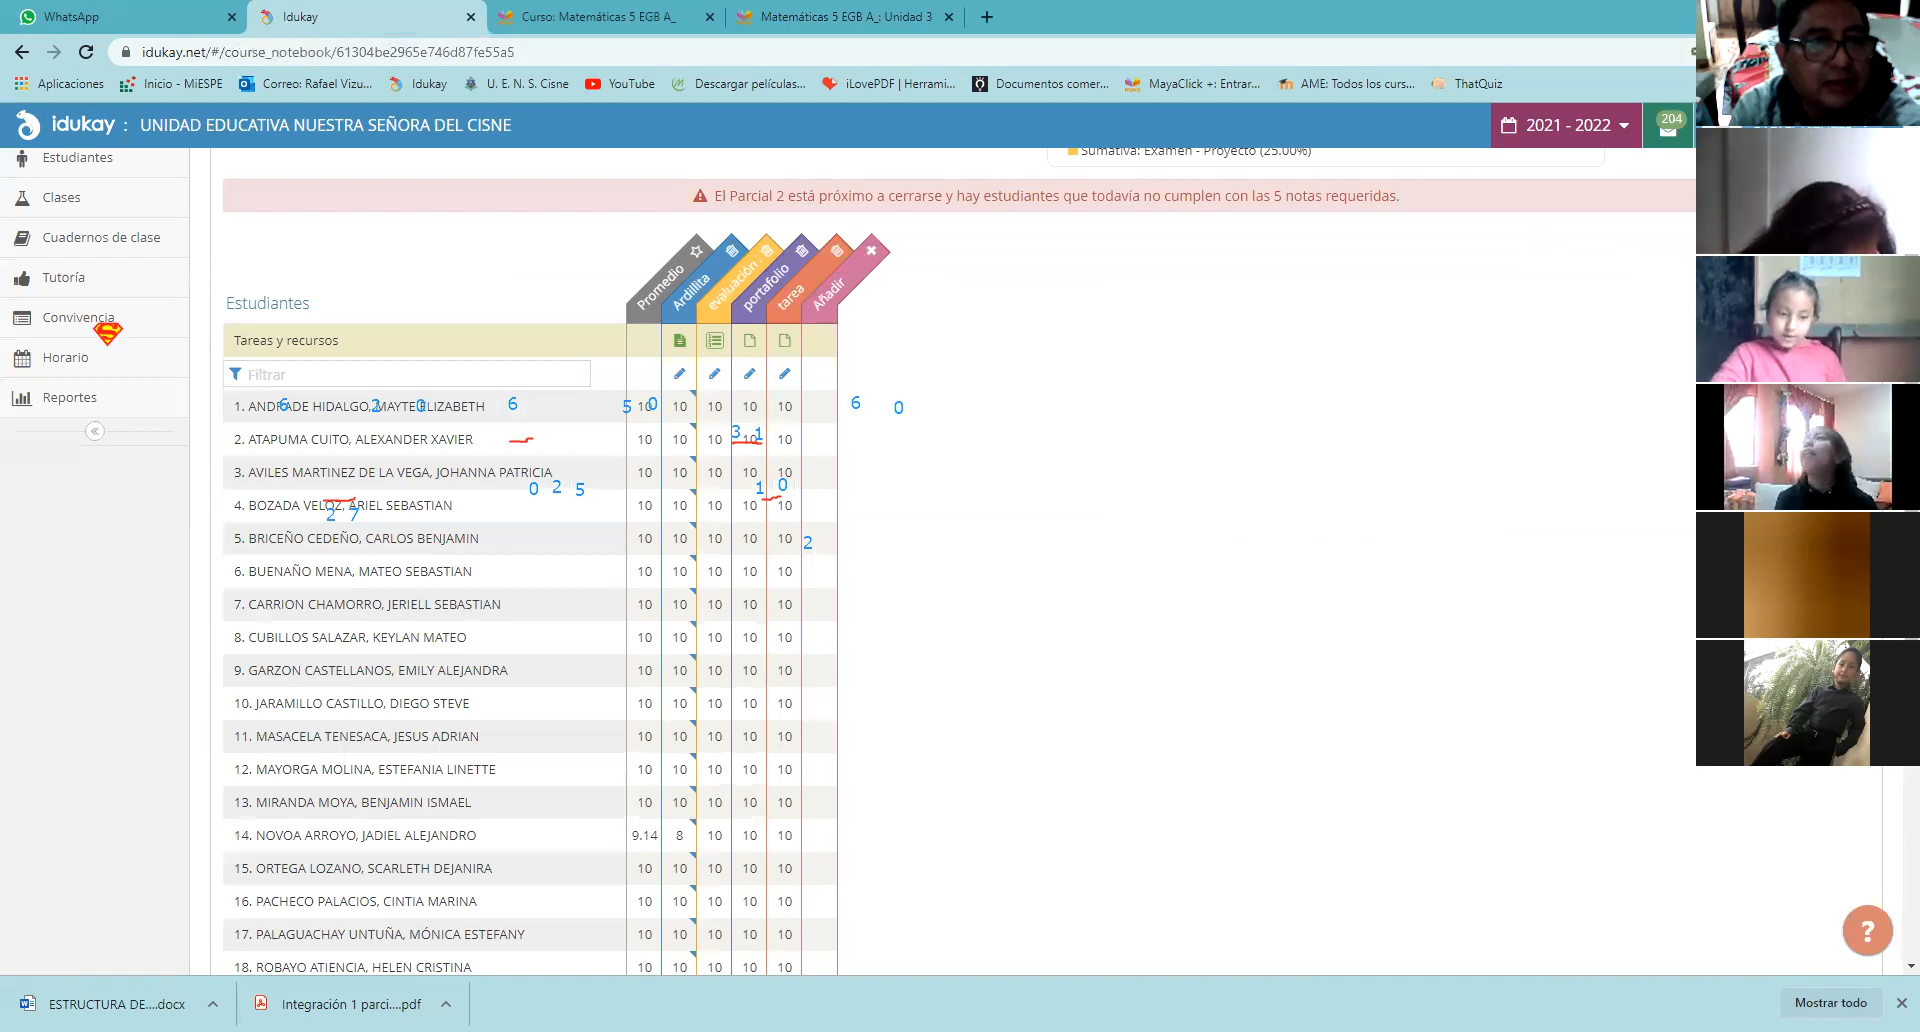 WhatsApp
Idukay
Curso: Matemáticas 5 EGB A_
Matemáticas 5 EGB A_: Unidad 3
idukay.net/#/course_notebook/61304be2965e746d87fe55a5
Aplicaciones
Inicio - MiESPE
Correo: Rafael Vizu...
Idukay
U. E. N. S. Cisne
YouTube
Descargar películas...
iLovePDF | Herrami...
Documentos comer...
MayaClick +: Entrar...
AME: Todos los curs...
ThatQuiz
idukay : UNIDAD EDUCATIVA NUESTRA SEÑORA DEL CISNE
2021 - 2022
204
Estudiantes
Clases
Cuadernos de clase
Tutoría
Convivencia
Horario
Reportes
Sumativa: Examen - Proyecto (25.00%)
El Parcial 2 está próximo a cerrarse y hay estudiantes que todavía no cumplen con las 5 notas requeridas.
Estudiantes
Promedio
Ardillita
evaluación
portafolio
tarea
Añadir
Tareas y recursos
Filtrar
1. ANDRADE HIDALGO, MAYTE ELIZABETH 10 10 10 10 10
6 2 0 6 5 0 6 0
2. ATAPUMA CUITO, ALEXANDER XAVIER 10 10 10 10 10
3 1
3. AVILES MARTINEZ DE LA VEGA, JOHANNA PATRICIA 10 10 10 10 10
0 2 5 1 0
4. BOZADA VELOZ, ARIEL SEBASTIAN 10 10 10 10 10
2 7
5. BRICEÑO CEDEÑO, CARLOS BENJAMIN 10 10 10 10 10
2
6. BUENAÑO MENA, MATEO SEBASTIAN 10 10 10 10 10
7. CARRION CHAMORRO, JERIELL SEBASTIAN 10 10 10 10 10
8. CUBILLOS SALAZAR, KEYLAN MATEO 10 10 10 10 10
9. GARZON CASTELLANOS, EMILY ALEJANDRA 10 10 10 10 10
10. JARAMILLO CASTILLO, DIEGO STEVE 10 10 10 10 10
11. MASACELA TENESACA, JESUS ADRIAN 10 10 10 10 10
12. MAYORGA MOLINA, ESTEFANIA LINETTE 10 10 10 10 10
13. MIRANDA MOYA, BENJAMIN ISMAEL 10 10 10 10 10
14. NOVOA ARROYO, JADIEL ALEJANDRO 9.14 8 10 10 10
15. ORTEGA LOZANO, SCARLETH DEJANIRA 10 10 10 10 10
16. PACHECO PALACIOS, CINTIA MARINA 10 10 10 10 10
17. PALAGUACHAY UNTUÑA, MÓNICA ESTEFANY 10 10 10 10 10
18. ROBAYO ATIENCIA, HELEN CRISTINA 10 10 10 10 10
?
ESTRUCTURA DE....docx
Integración 1 parci....pdf
Mostrar todo